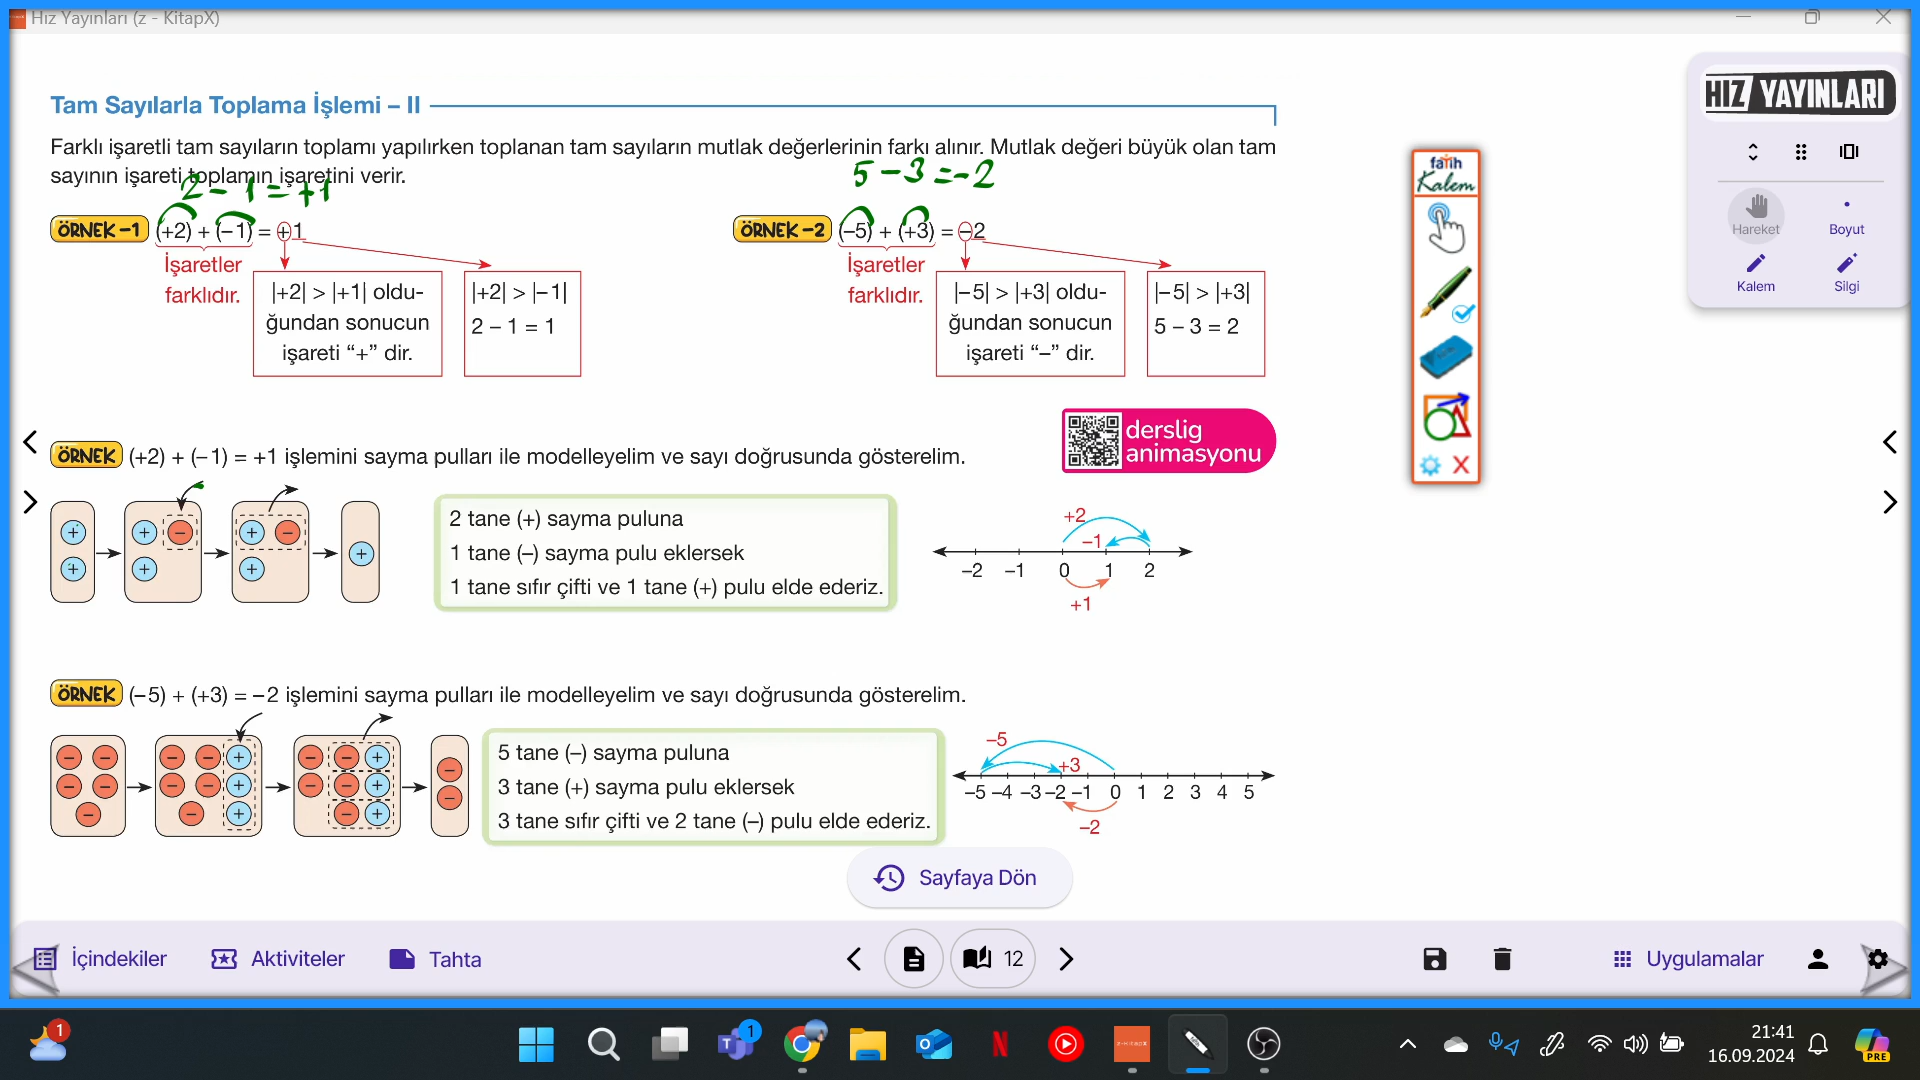 Hız Yayınları (z - KitapX)
Tam Sayılarla Toplama İşlemi – II
Farklı işaretli tam sayıların toplamı yapılırken toplanan tam sayıların mutlak değerlerinin farkı alınır. Mutlak değeri büyük olan tam
sayının işareti toplamın işaretini verir.
2 - 1 = +1
5 - 3 = -2
ÖRNEK -1 (+2) + (−1) = +1
İşaretler
farklıdır.
|+2| > |+1| oldu-
ğundan sonucun
işareti “+” dir.
|+2| > |−1|
2 – 1 = 1
ÖRNEK -2 (−5) + (+3) = −2
İşaretler
farklıdır.
|−5| > |+3| oldu-
ğundan sonucun
işareti “–” dir.
|−5| > |+3|
5 – 3 = 2
derslig
animasyonu
ÖRNEK (+2) + (−1) = +1 işlemini sayma pulları ile modelleyelim ve sayı doğrusunda gösterelim.
+ + + − + + − + +
2 tane (+) sayma puluna
1 tane (–) sayma pulu eklersek
1 tane sıfır çifti ve 1 tane (+) pulu elde ederiz.
+2
−1
−2 −1 0 1 2
+1
ÖRNEK (−5) + (+3) = −2 işlemini sayma pulları ile modelleyelim ve sayı doğrusunda gösterelim.
− − − − + − − + −
− − − − + − − + −
− − + − +
5 tane (–) sayma puluna
3 tane (+) sayma pulu eklersek
3 tane sıfır çifti ve 2 tane (–) pulu elde ederiz.
−5
+3
−5 −4 −3 −2 −1 0 1 2 3 4 5
−2
Sayfaya Dön
fatih
Kalem
HIZ YAYINLARI
Hareket
Boyut
Kalem
Silgi
İçindekiler
Aktiviteler
Tahta
12
Uygulamalar
1
1
PRE
21:41
16.09.2024